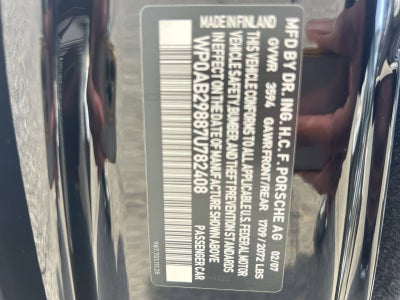 MADE IN FINLAND
MFD BY DR. ING. H.C. F. PORSCHE AG 02/07
GVWR 3594 GAWR FRONT/REAR 1709 / 2072 LBS
THIS VEHICLE CONFORMS TO ALL APPLICABLE U.S. FEDERAL MOTOR
VEHICLE SAFETY, BUMPER, AND THEFT PREVENTION STANDARDS
IN EFFECT ON THE DATE OF MANUFACTURE SHOWN ABOVE
WP0AB29887U782408 PASSENGER CAR